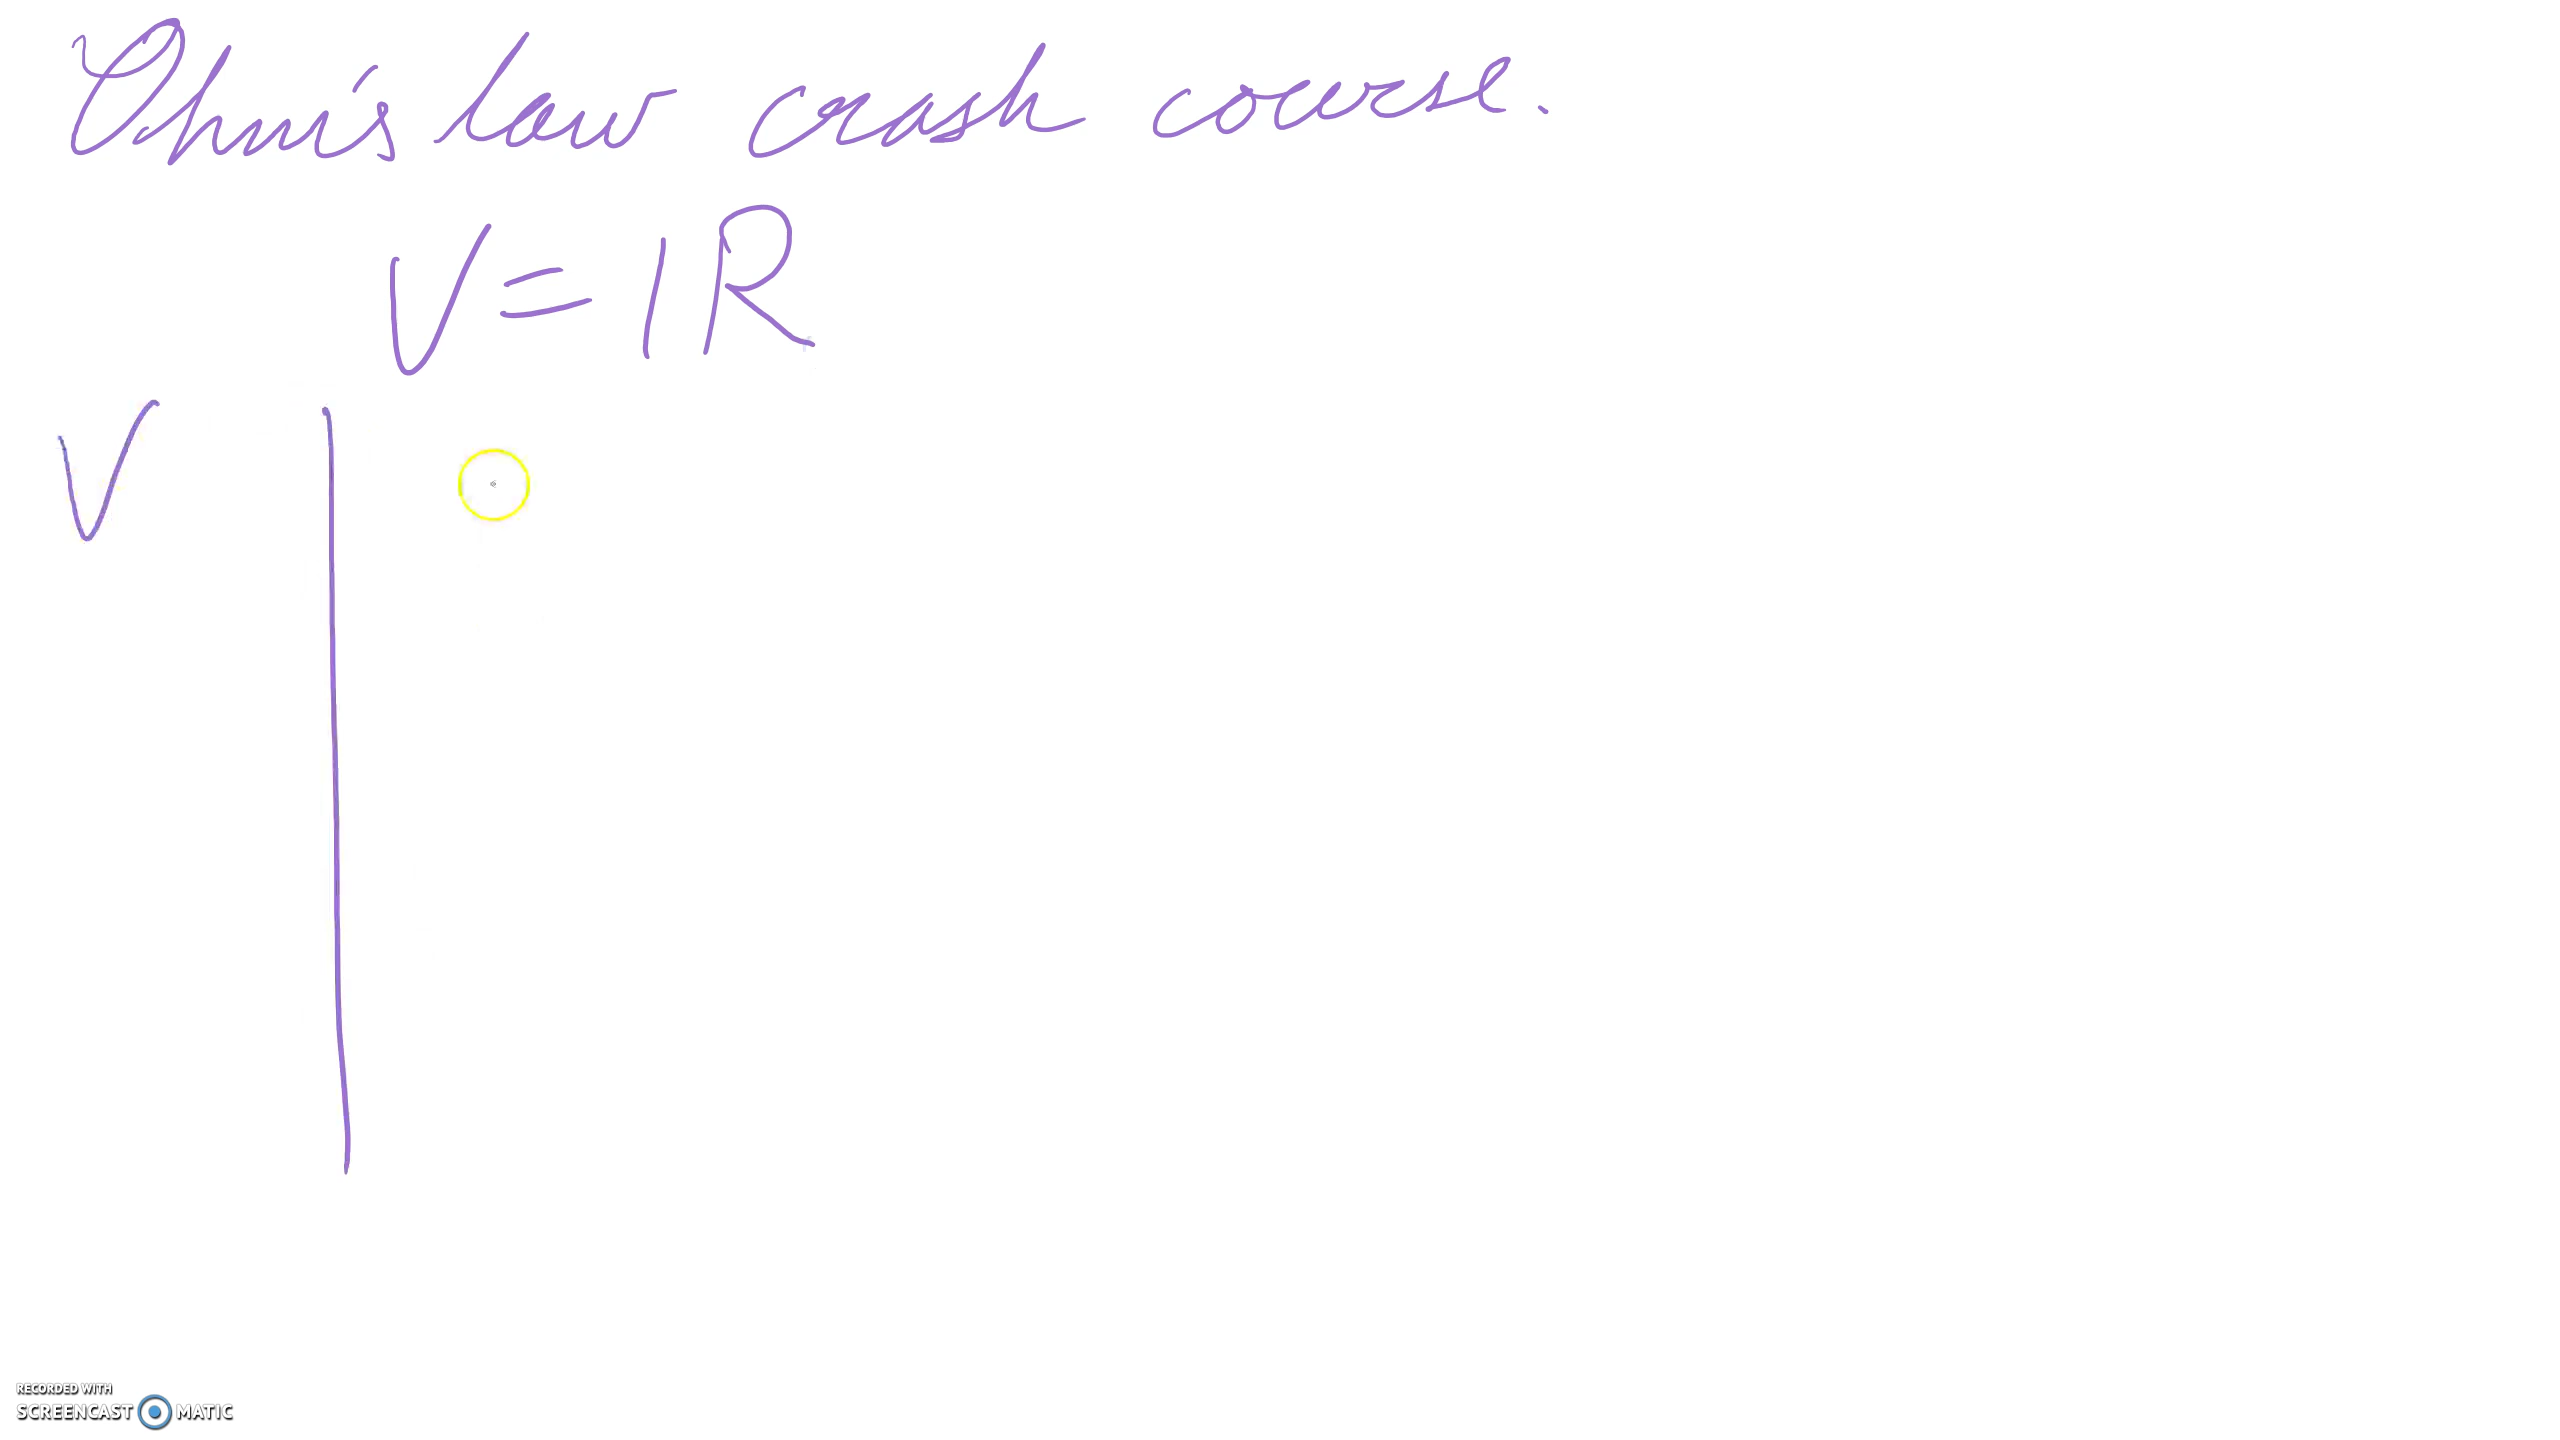 Ohm's law crash course.
V = IR
V
RECORDED WITH
SCREENCAST MATIC